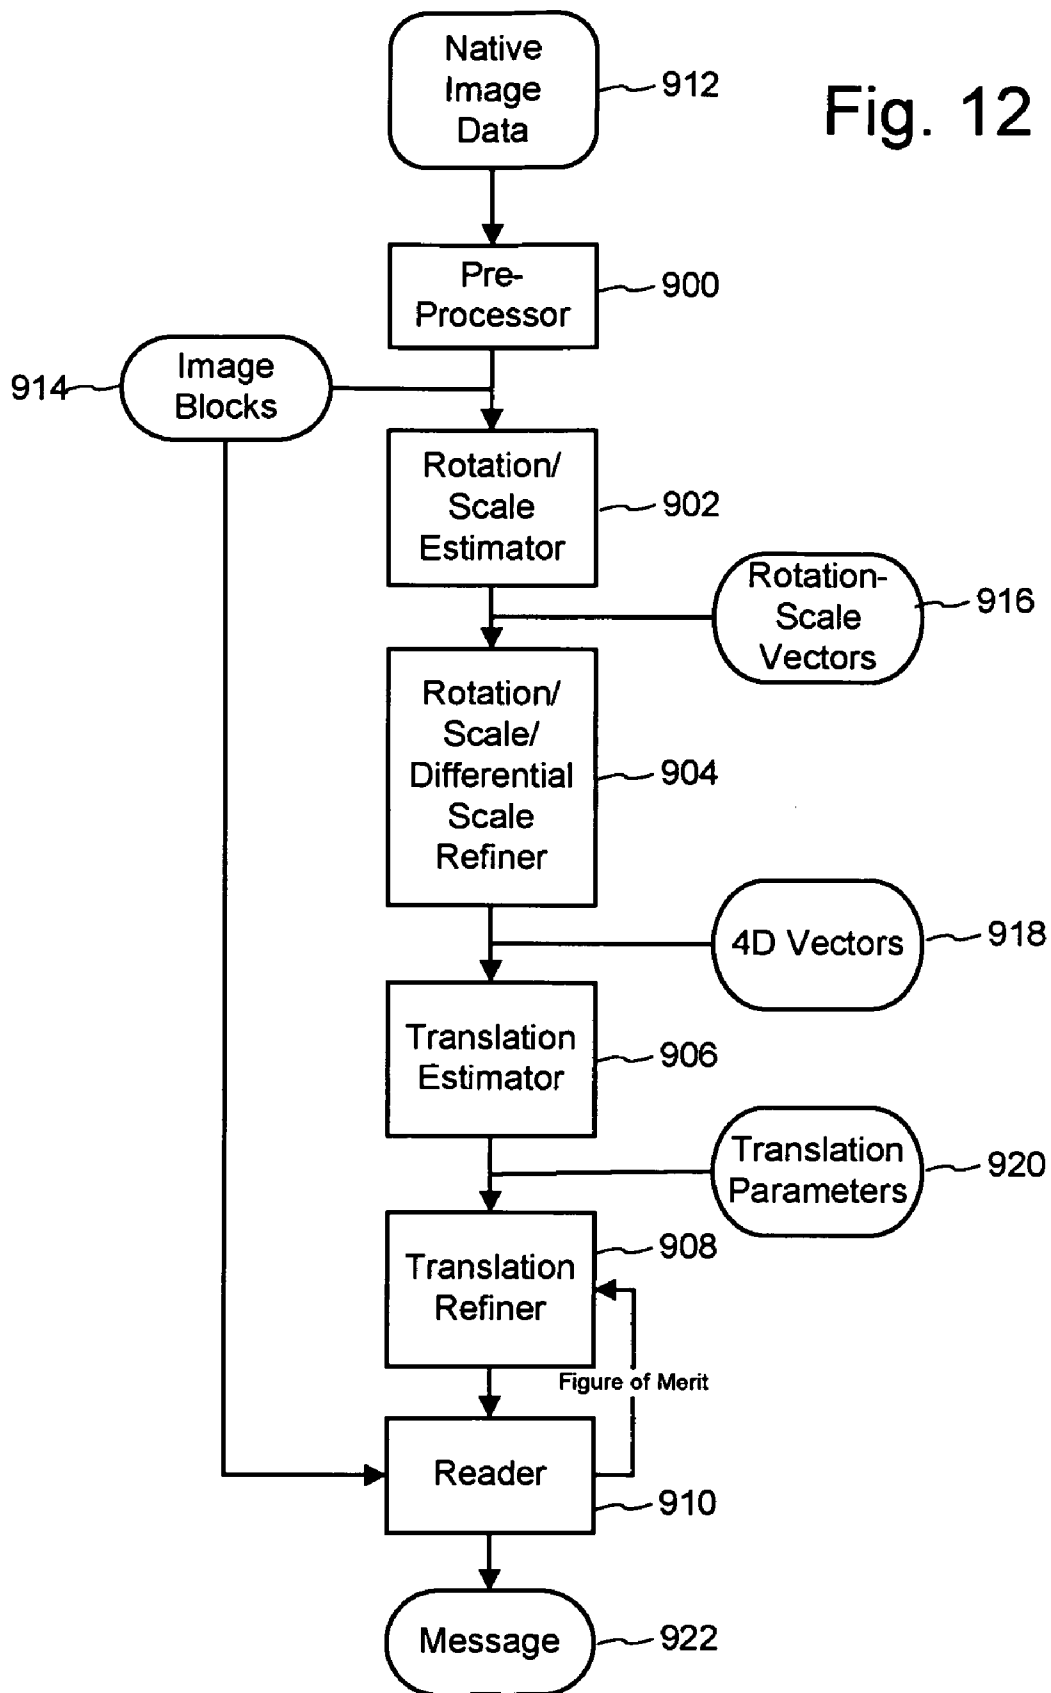 Native
Image
Data
912
Fig. 12
Pre-
Processor
900
Image
Blocks
914
Rotation/
Scale
Estimator
902
Rotation-
Scale
Vectors
916
Rotation/
Scale/
Differential
Scale
Refiner
904
4D Vectors
918
Translation
Estimator
906
Translation
Parameters
920
Translation
Refiner
908
Figure of Merit
Reader
910
Message
922